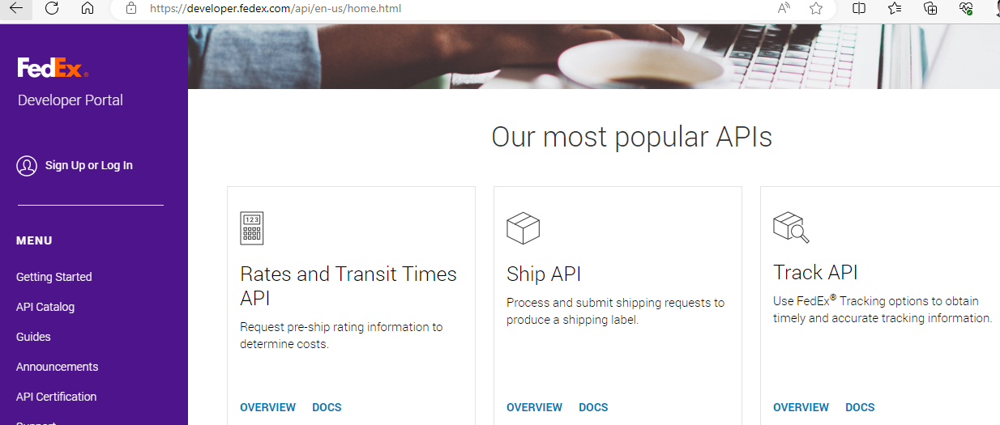 https://developer.fedex.com/api/en-us/home.html
FedEx®
Developer Portal
Sign Up or Log In
MENU
Getting Started
API Catalog
Guides
Announcements
API Certification
Our most popular APIs
123
Rates and Transit Times
API
Request pre-ship rating information to
determine costs.
OVERVIEW DOCS
Ship API
Process and submit shipping requests to
produce a shipping label.
OVERVIEW DOCS
Track API
Use FedEx® Tracking options to obtain
timely and accurate tracking information.
OVERVIEW DOCS